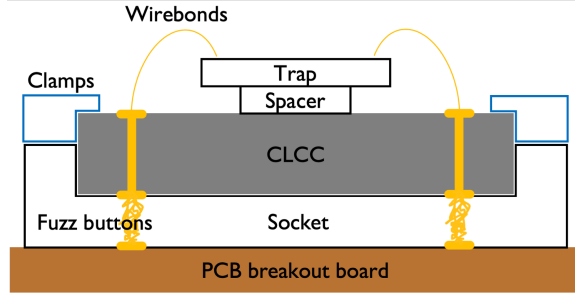 Wirebonds
Trap
Clamps
Spacer
CLCC
Fuzz buttons
Socket
PCB breakout board